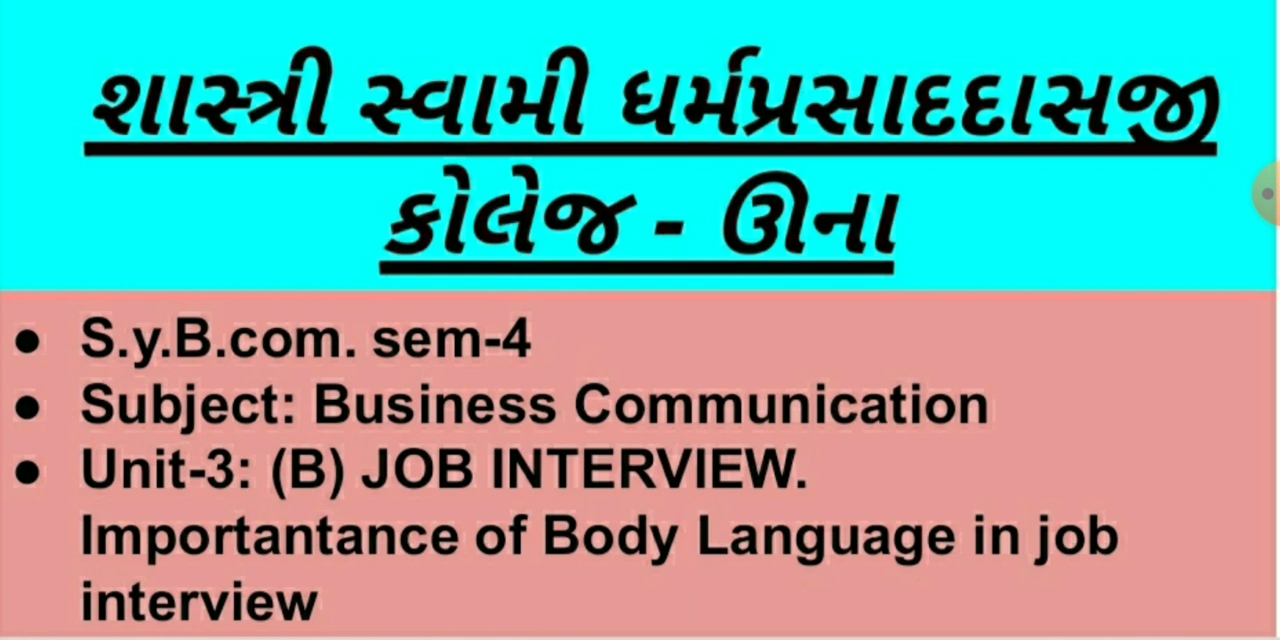 શાસ્ત્રી સ્વામી ધર્મપ્રસાદદાસજી
કોલેજ - ઊના
● S.y.B.com. sem-4
● Subject: Business Communication
● Unit-3: (B) JOB INTERVIEW.
Importantance of Body Language in job
interview